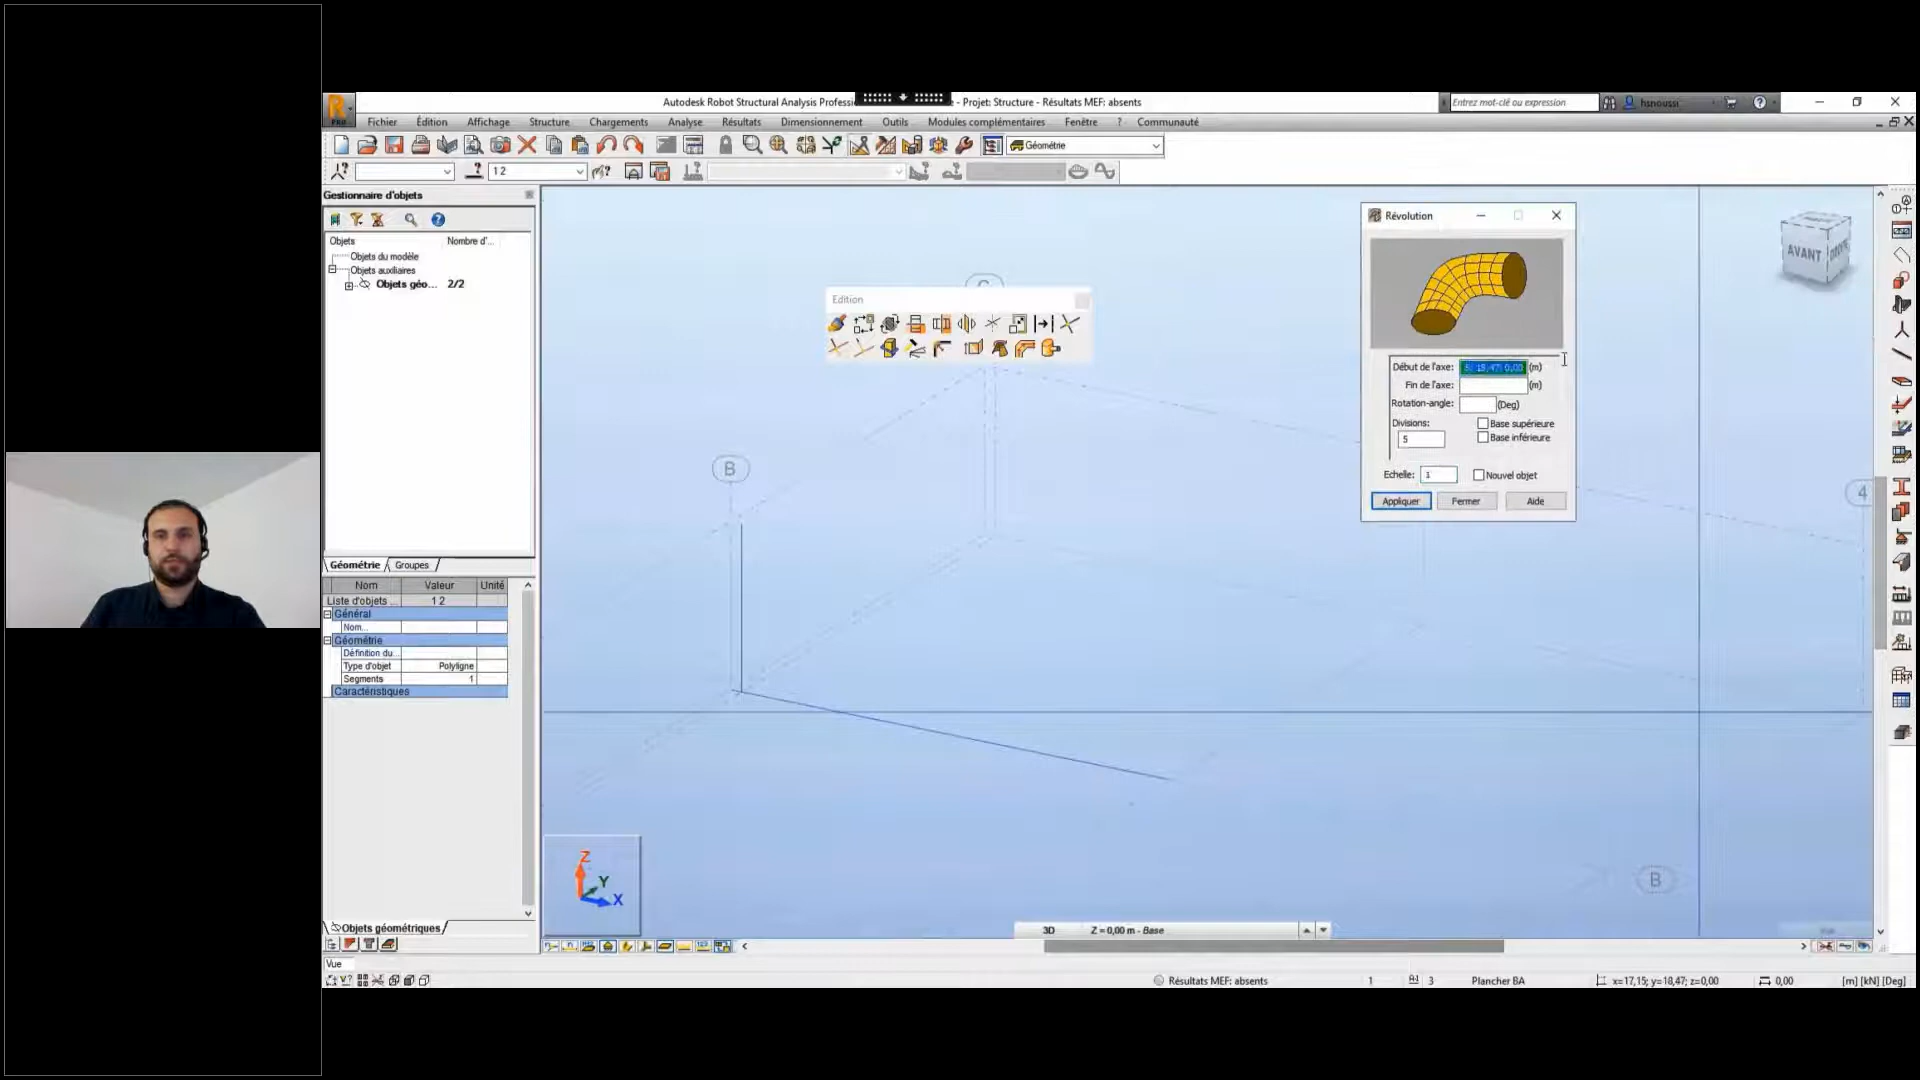 Autodesk Robot Structural Analysis Professi e - Projet: Structure - Résultats MEF: absents
Entrez mot-clé ou expression
hsnoussi
PRO
Fichier Édition Affichage Structure Chargements Analyse Résultats Dimensionnement Outils Modules complémentaires Fenêtre ? Communauté
Géométrie
1 2
Gestionnaire d'objets
Objets Nombre d'...
Objets du modèle
Objets auxiliaires
Objets géo... 2/2
Géométrie Groupes
Nom Valeur Unité
Liste d'objets ... 1 2
Général
Nom...
Géométrie
Définition du
Type d'objet Polyligne
Segments 1
Caractéristiques
Objets géométriques
Vue
Edition
C
B
Révolution
Début de l'axe: (m)
Fin de l'axe: (m)
Rotation-angle: (Deg)
Divisions: 5
Base supérieure
Base inférieure
Echelle: 1 Nouvel objet
Appliquer Fermer Aide
AVANT
4
B
Z
Y
X
3D Z = 0,00 m - Base
Résultats MEF: absents 1 3 Plancher BA x=17,15; y=18,47; z=0,00 0,00 [m] [kN] [Deg]